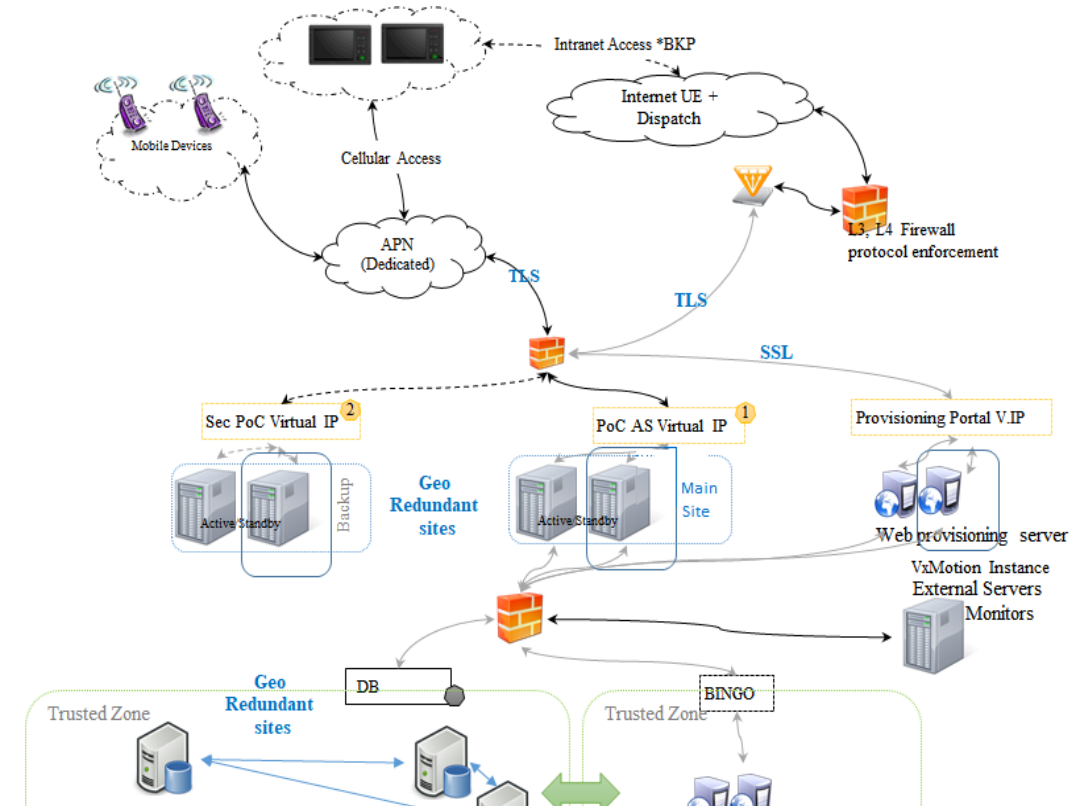 Intranet Access *BKP
Internet UE +
Dispatch
Mobile Devices
Cellular Access
L3, L4 Firewall
protocol enforcement
APN
(Dedicated)
TLS
TLS
SSL
Sec PoC Virtual IP
2
PoC AS Virtual IP
1
Provisioning Portal V.IP
Geo
Redundant
sites
Active/Standby
Backup
Active/Standby
Main
Site
Web provisioning server
VxMotion Instance
External Servers
Monitors
DB
BINGO
Geo
Redundant
sites
Trusted Zone
Trusted Zone